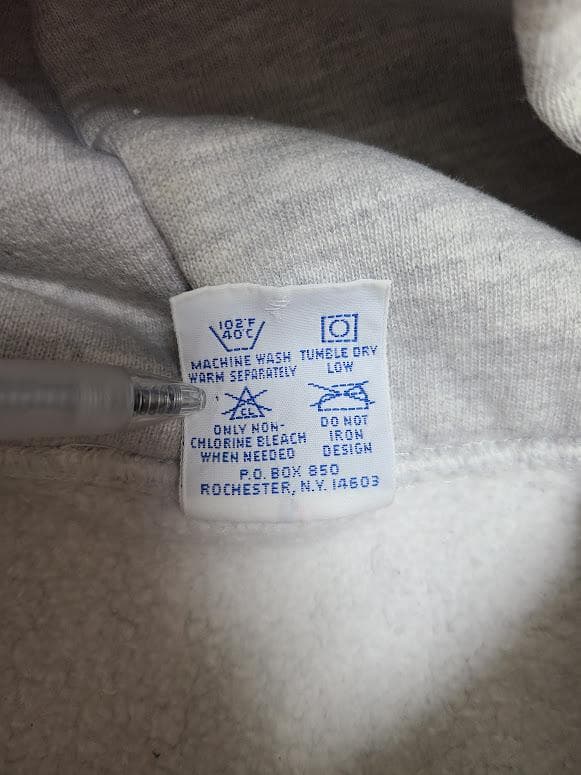 102°F
40°C
MACHINE WASH
WARM SEPARATELY
TUMBLE DRY
LOW
CL
ONLY NON-
CHLORINE BLEACH
WHEN NEEDED
DO NOT
IRON
DESIGN
P.O. BOX 850
ROCHESTER, N.Y. 14603